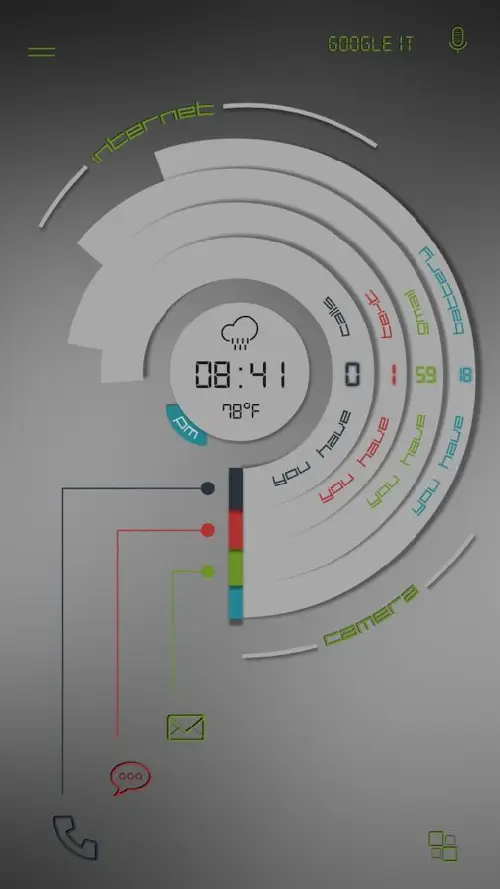 GOOGLE IT
internet
calls
text
gmail
battery
08:41
78°F
pm
0
1
59
18
you have
you have
you have
you have
camera